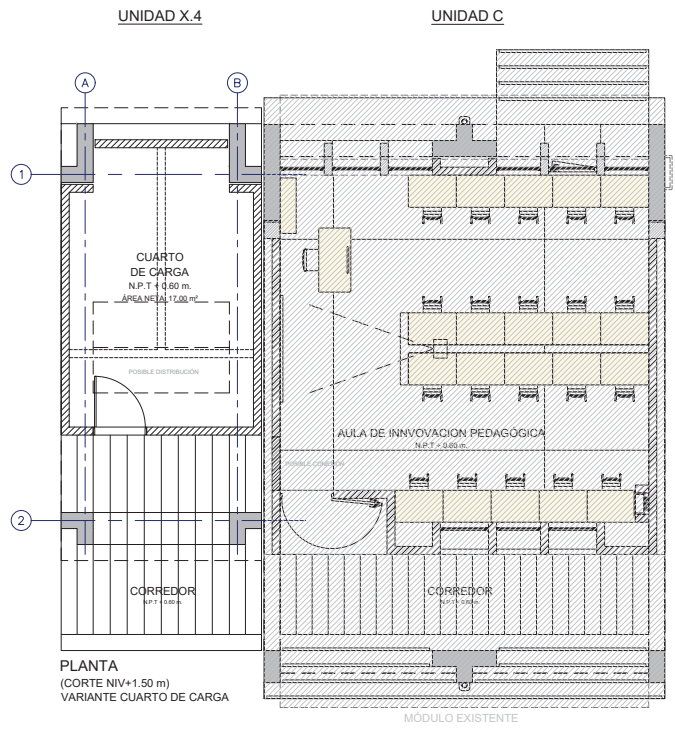 UNIDAD X.4
UNIDAD C
A
B
1
CUARTO
DE CARGA
N.P.T + 0.60 m.
ÁREA NETA: 17.00 m²
POSIBLE DISTRIBUCIÓN
AULA DE INNVOVACION PEDAGÓGICA
N.P.T + 0.60 m.
POSIBLE CONEXIÓN
2
CORREDOR
N.P.T + 0.60 m.
CORREDOR
N.P.T + 0.60 m.
PLANTA
(CORTE NIV+1.50 m)
VARIANTE CUARTO DE CARGA
MÓDULO EXISTENTE